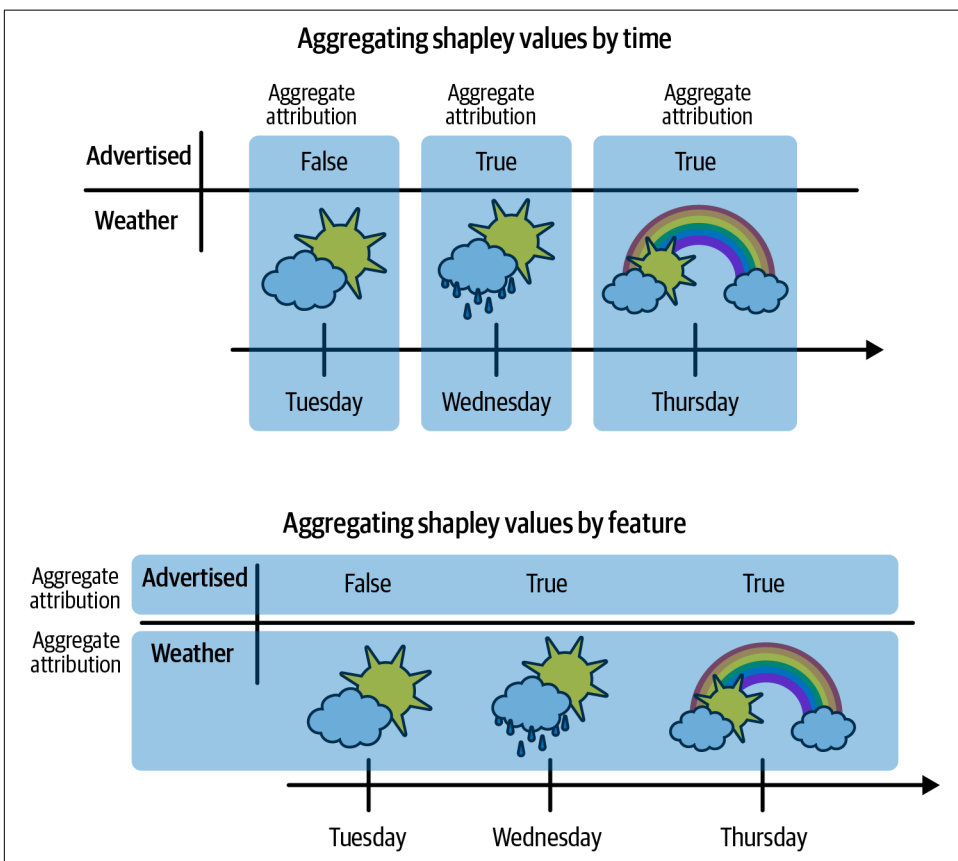 Aggregating shapley values by time
Aggregate attribution
Aggregate attribution
Aggregate attribution
Advertised
False
True
True
Weather
Tuesday
Wednesday
Thursday
Aggregating shapley values by feature
Aggregate
attribution
Advertised
False
True
True
Aggregate
attribution
Weather
Tuesday
Wednesday
Thursday